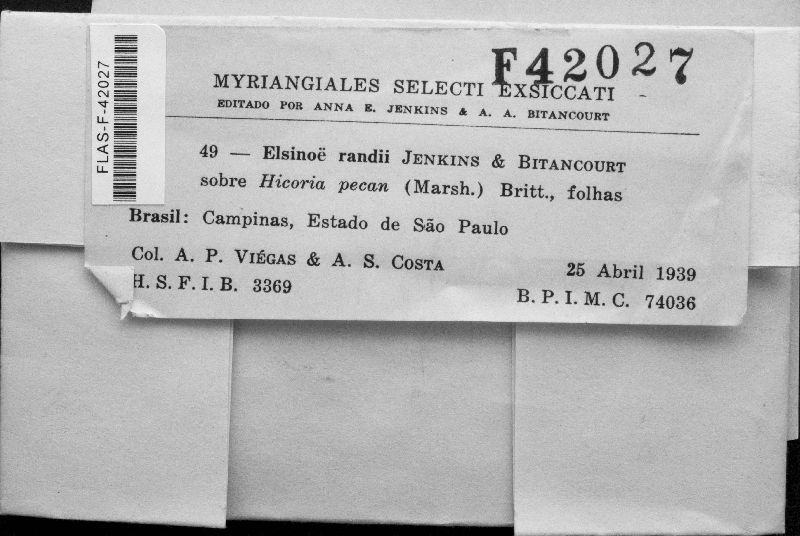 FLAS-F-42027
F42027
MYRIANGIALES SELECTI EXSICCATI
EDITADO POR ANNA E. JENKINS & A. A. BITANCOURT
49 — Elsinoë randii JENKINS & BITANCOURT
sobre Hicoria pecan (Marsh.) Britt., folhas
Brasil: Campinas, Estado de São Paulo
Col. A. P. VIÉGAS & A. S. COSTA 25 Abril 1939
H. S. F. I. B. 3369 B. P. I. M. C. 74036